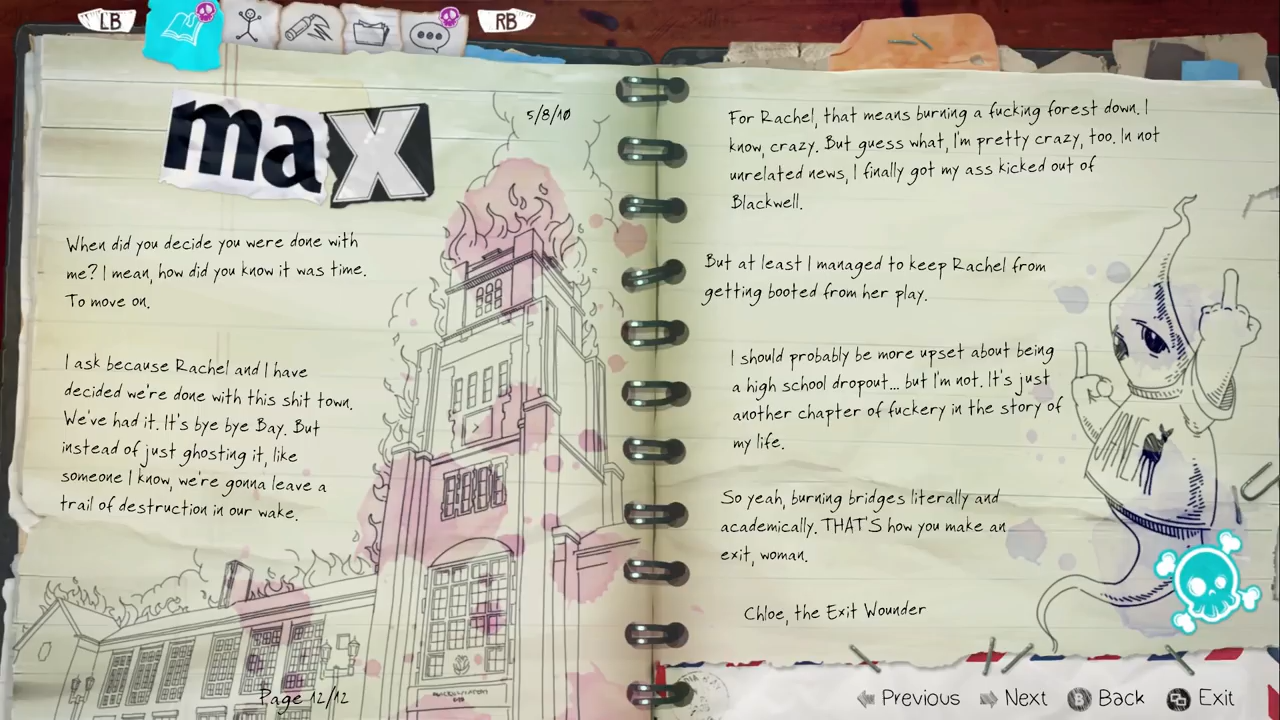 LB
RB
max
5/8/10
When did you decide you were done with
me? I mean, how did you know it was time.
To move on.
I ask because Rachel and I have
decided we're done with this shit town.
We've had it. It's bye bye Bay. But
instead of just ghosting it, like
someone I know, we're gonna leave a
trail of destruction in our wake.
Page 12/12
For Rachel, that means burning a fucking forest down. I
know, crazy. But guess what, I'm pretty crazy, too. In not
unrelated news, I finally got my ass kicked out of
Blackwell.
But at least I managed to keep Rachel from
getting booted from her play.
I should probably be more upset about being
a high school dropout... but I'm not. It's just
another chapter of fuckery in the story of
my life.
So yeah, burning bridges literally and
academically. THAT'S how you make an
exit, woman.
Chloe, the Exit Wounder
Previous
Next
B Back
Exit